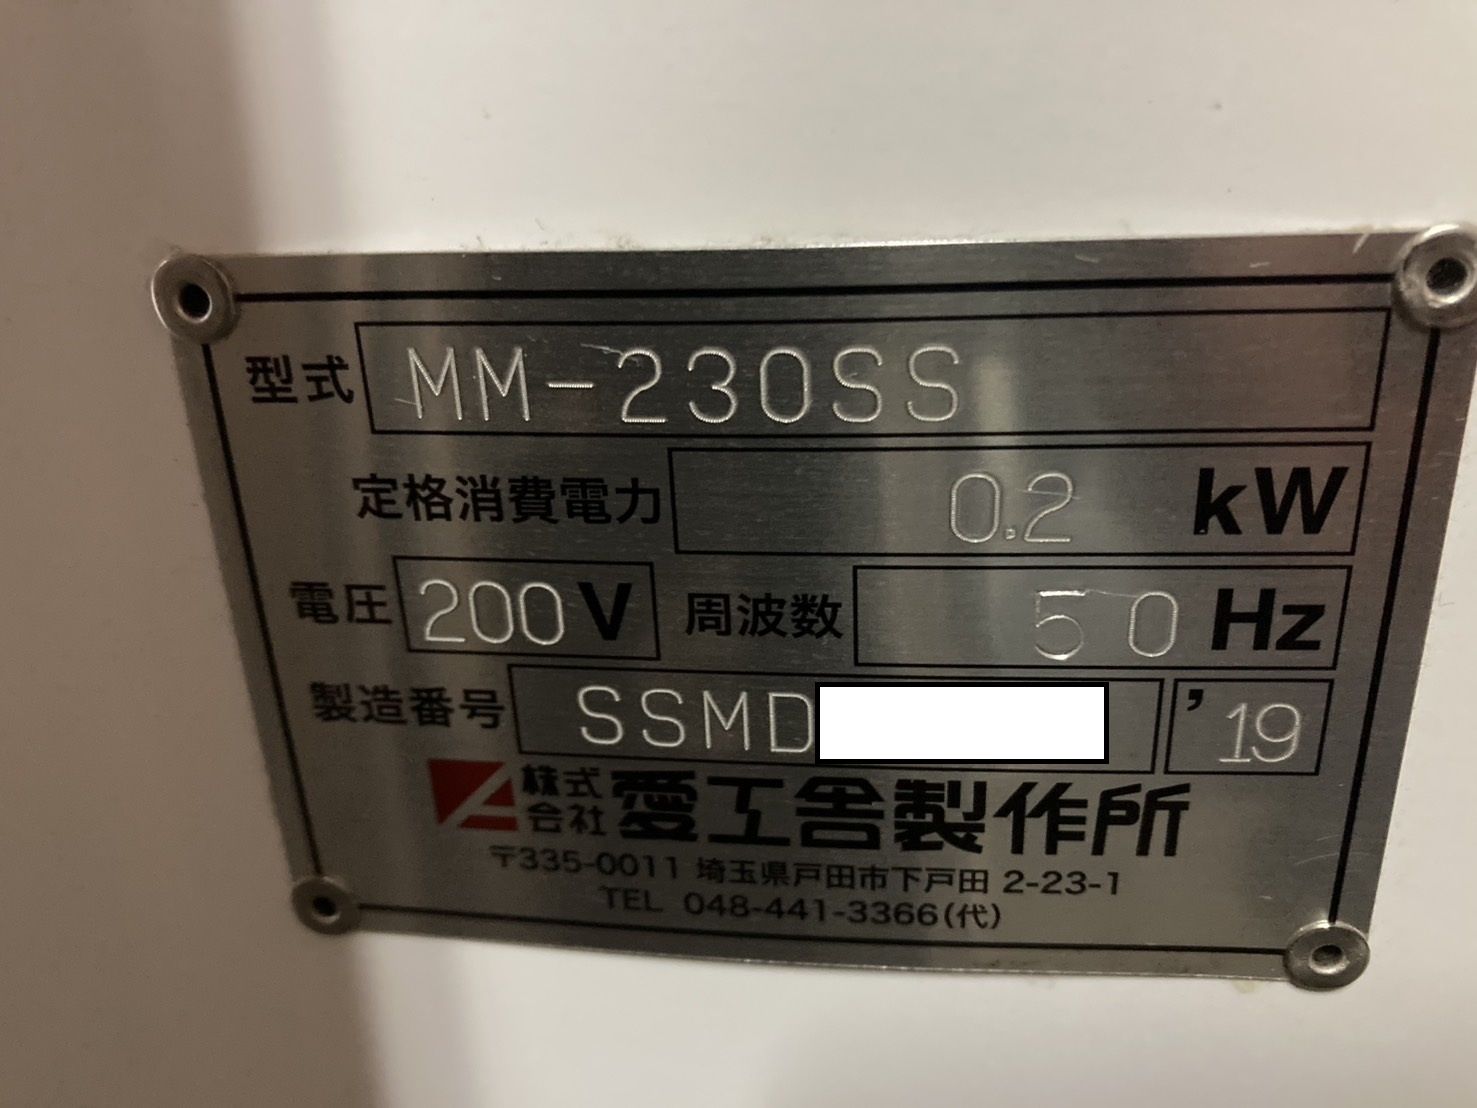 型式 MM-230SS
定格消費電力 0.2 kW
電圧 200 V 周波数 50 Hz
製造番号 SSMD '19
株式会社 愛工舎製作所
〒335-0011 埼玉県戸田市下戸田 2-23-1
TEL 048-441-3366(代)